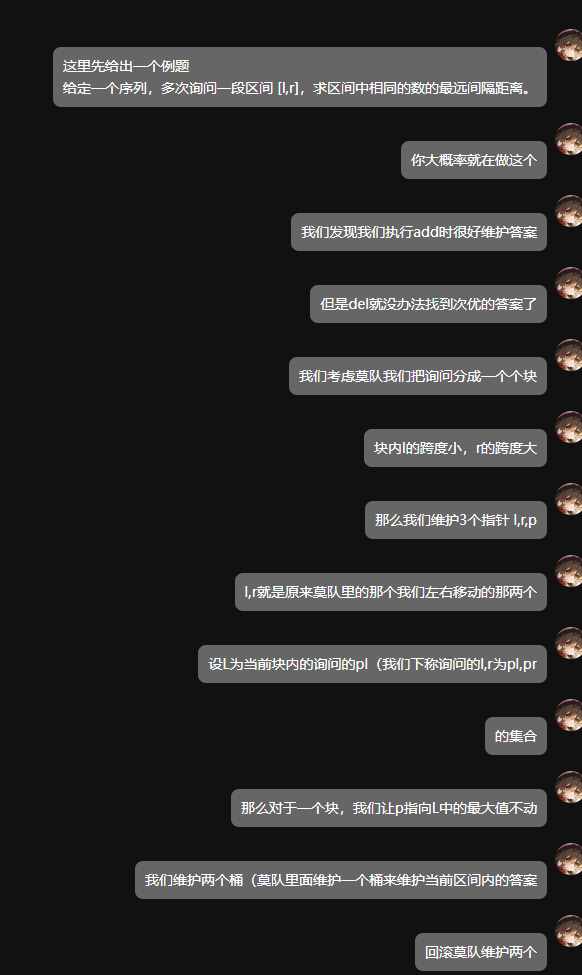 这里先给出一个例题
给定一个序列，多次询问一段区间 [l,r]，求区间中相同的数的最远间隔距离。
你大概率就在做这个
我们发现我们执行add时很好维护答案
但是del就没办法找到次优的答案了
我们考虑莫队我们把询问分成一个个块
块内l的跨度小，r的跨度大
那么我们维护3个指针 l,r,p
l,r就是原来莫队里的那个我们左右移动的那两个
设L为当前块内的询问的pl（我们下称询问的l,r为pl,pr
的集合
那么对于一个块，我们让p指向L中的最大值不动
我们维护两个桶（莫队里面维护一个桶来维护当前区间内的答案
回滚莫队维护两个